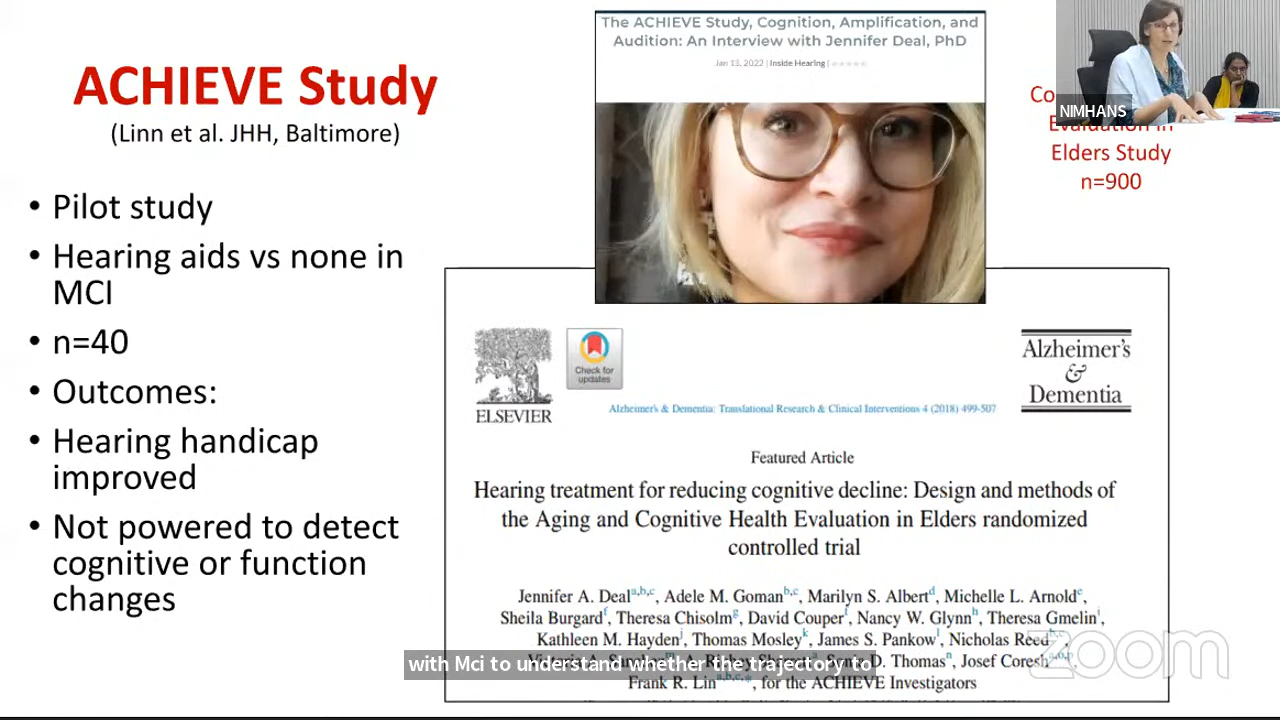 ACHIEVE Study
(Linn et al. JHH, Baltimore)
• Pilot study
• Hearing aids vs none in
MCI
• n=40
• Outcomes:
• Hearing handicap
improved
• Not powered to detect
cognitive or function
changes
The ACHIEVE Study, Cognition, Amplification, and
Audition: An Interview with Jennifer Deal, PhD
Jan 13, 2022 | Inside Hearing |
NIMHANS
Evaluation in
Elders Study
n=900
Check for
updates
ELSEVIER
Alzheimer's
&
Dementia
Alzheimer's & Dementia: Translational Research & Clinical Interventions 4 (2018) 499-507
Featured Article
Hearing treatment for reducing cognitive decline: Design and methods of
the Aging and Cognitive Health Evaluation in Elders randomized
controlled trial
Jennifer A. Deal a,b,c, Adele M. Goman b,c, Marilyn S. Albert d, Michelle L. Arnold e,
Sheila Burgard f, Theresa Chisolm g, David Couper f, Nancy W. Glynn h, Theresa Gmelin i,
Kathleen M. Hayden j, Thomas Mosley k, James S. Pankow l, Nicholas Reed
D. Thomas n, Josef Coresh
Frank R. Lin a,b,c,*, for the ACHIEVE Investigators
with Mci to understand whether the trajectory to
zoom